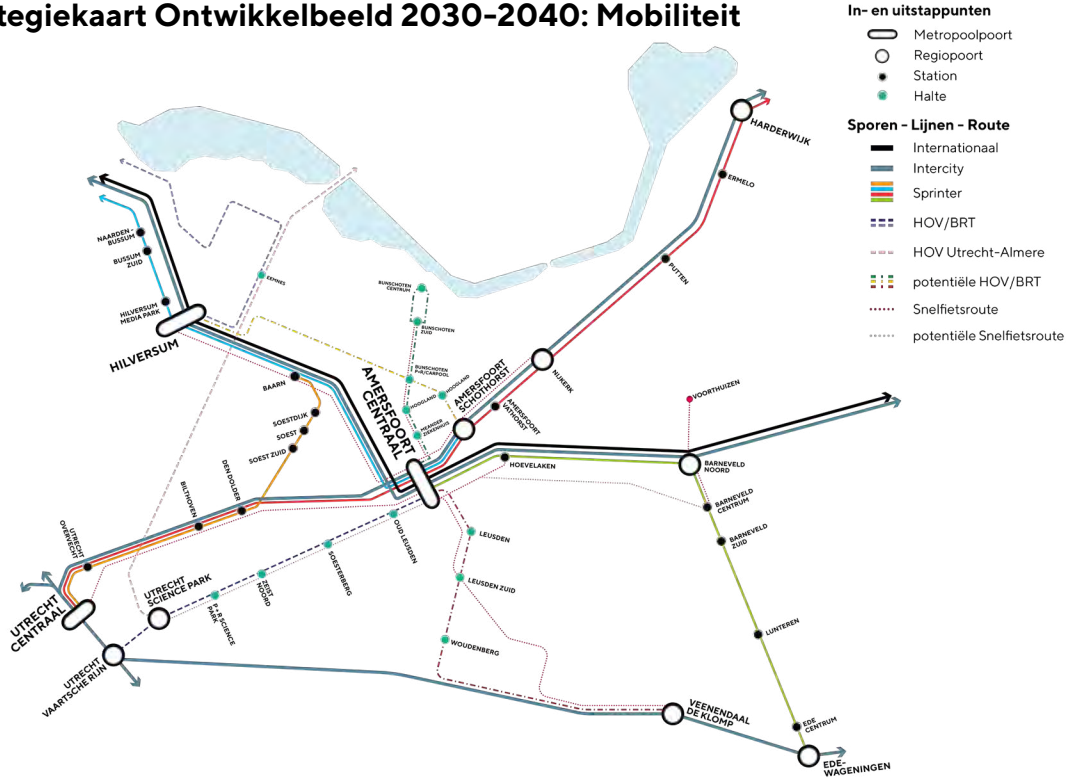 tegiekaart Ontwikkelbeeld 2030-2040: Mobiliteit
In- en uitstappunten
Metropoolpoort
Regiopoort
Station
Halte
Sporen - Lijnen - Route
Internationaal
Intercity
Sprinter
HOV/BRT
HOV Utrecht-Almere
potentiële HOV/BRT
Snelfietsroute
potentiële Snelfietsroute
HARDERWIJK
ERMELO
PUTTEN
NIJKERK
AMERSFOORT
VATHORST
AMERSFOORT
SCHOTHORST
AMERSFOORT
CENTRAAL
NAARDEN-
BUSSUM
BUSSUM
ZUID
HILVERSUM
MEDIA PARK
HILVERSUM
EEMNES
BUNSCHOTEN
CENTRUM
BUNSCHOTEN
ZUID
BUNSCHOTEN
P+R/CARPOOL
HOOGLAND
HOOGLAND
MEANDER
ZIEKENHUIS
BAARN
SOESTDIJK
SOEST
SOEST ZUID
DEN DOLDER
BILTHOVEN
UTRECHT
OVERVECHT
UTRECHT
CENTRAAL
UTRECHT
VAARTSCHE RIJN
UTRECHT
SCIENCE PARK
P+R SCIENCE
PARK
ZEIST
NOORD
SOESTERBERG
OUD LEUSDEN
LEUSDEN
LEUSDEN ZUID
WOUDENBERG
HOEVELAKEN
VOORTHUIZEN
BARNEVELD
NOORD
BARNEVELD
CENTRUM
BARNEVELD
ZUID
LUNTEREN
EDE
CENTRUM
EDE-
WAGENINGEN
VEENENDAAL
DE KLOMP